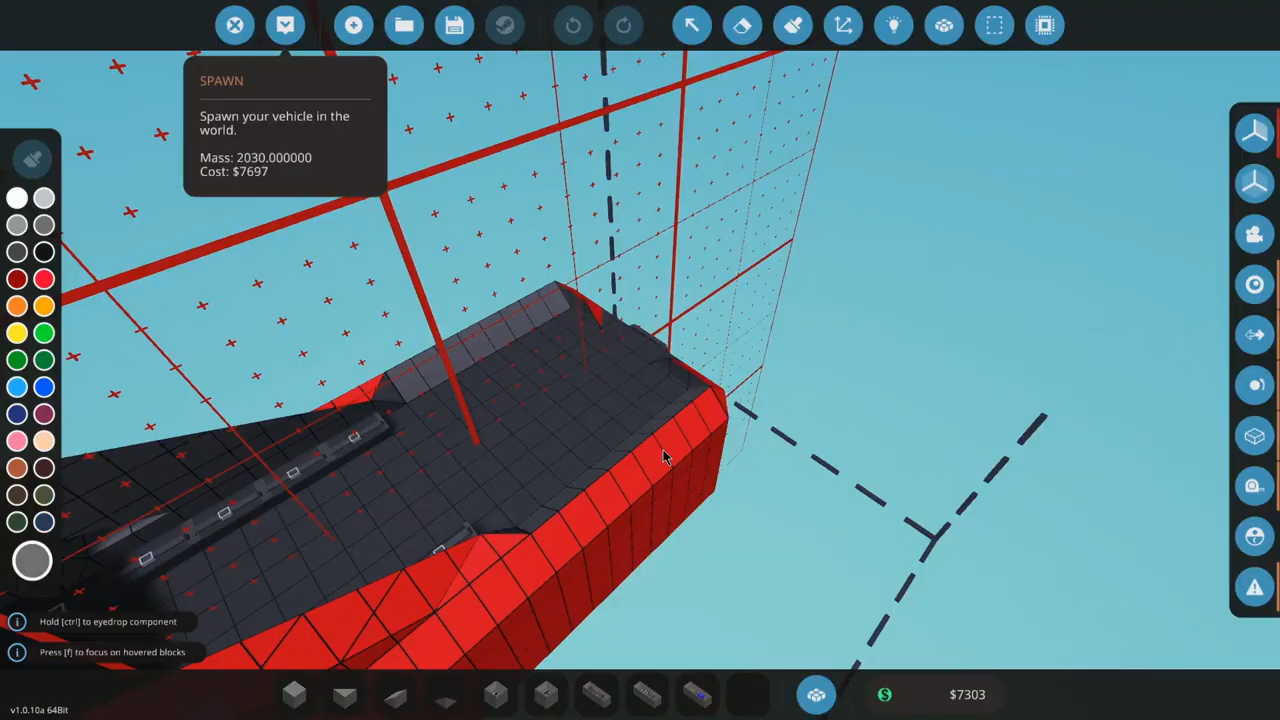 SPAWN
Spawn your vehicle in the
world.
Mass: 2030.000000
Cost: $7697
Hold [ctrl] to eyedrop component
Press [f] to focus on hovered blocks
v1.0.10a 64Bit
$ $7303